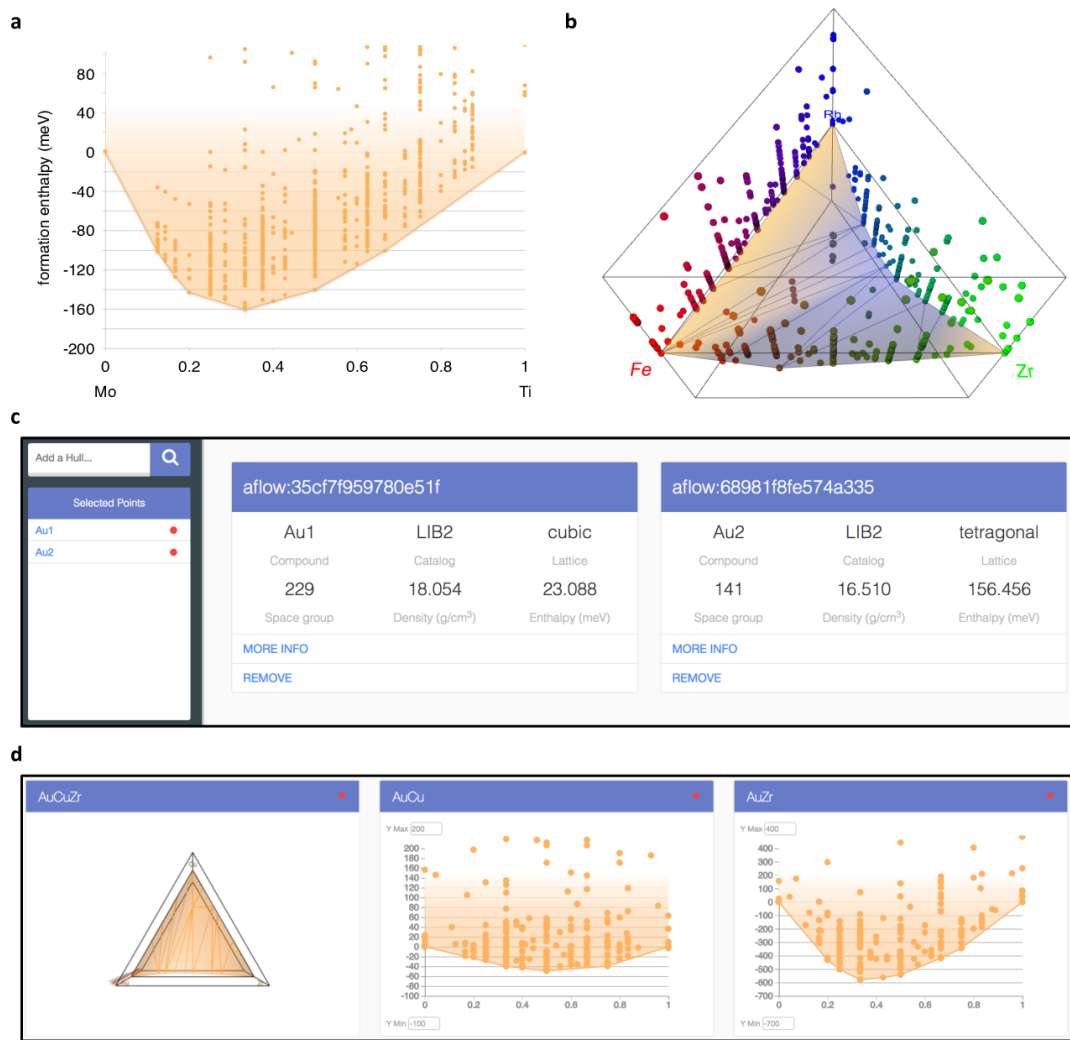 a
80
40
0
-40
-80
-120
-160
-200
formation enthalpy (meV)
0 0.2 0.4 0.6 0.8 1
Mo Ti
b
Rh
Fe
Zr
c
Add a Hull...
Selected Points
Au1
Au2
aflow:35cf7f959780e51f
Au1 LIB2 cubic
Compound Catalog Lattice
229 18.054 23.088
Space group Density (g/cm³) Enthalpy (meV)
MORE INFO
REMOVE
aflow:68981f8fe574a335
Au2 LIB2 tetragonal
Compound Catalog Lattice
141 16.510 156.456
Space group Density (g/cm³) Enthalpy (meV)
MORE INFO
REMOVE
d
AuCuZr
AuCu
Y Max 200
200
180
160
140
120
100
80
60
40
20
0
-20
-40
-60
-80
-100
0 0.2 0.4 0.6 0.8 1
Y Min -100
AuZr
Y Max 400
400
300
200
100
0
-100
-200
-300
-400
-500
-600
-700
0 0.2 0.4 0.6 0.8 1
Y Min -700